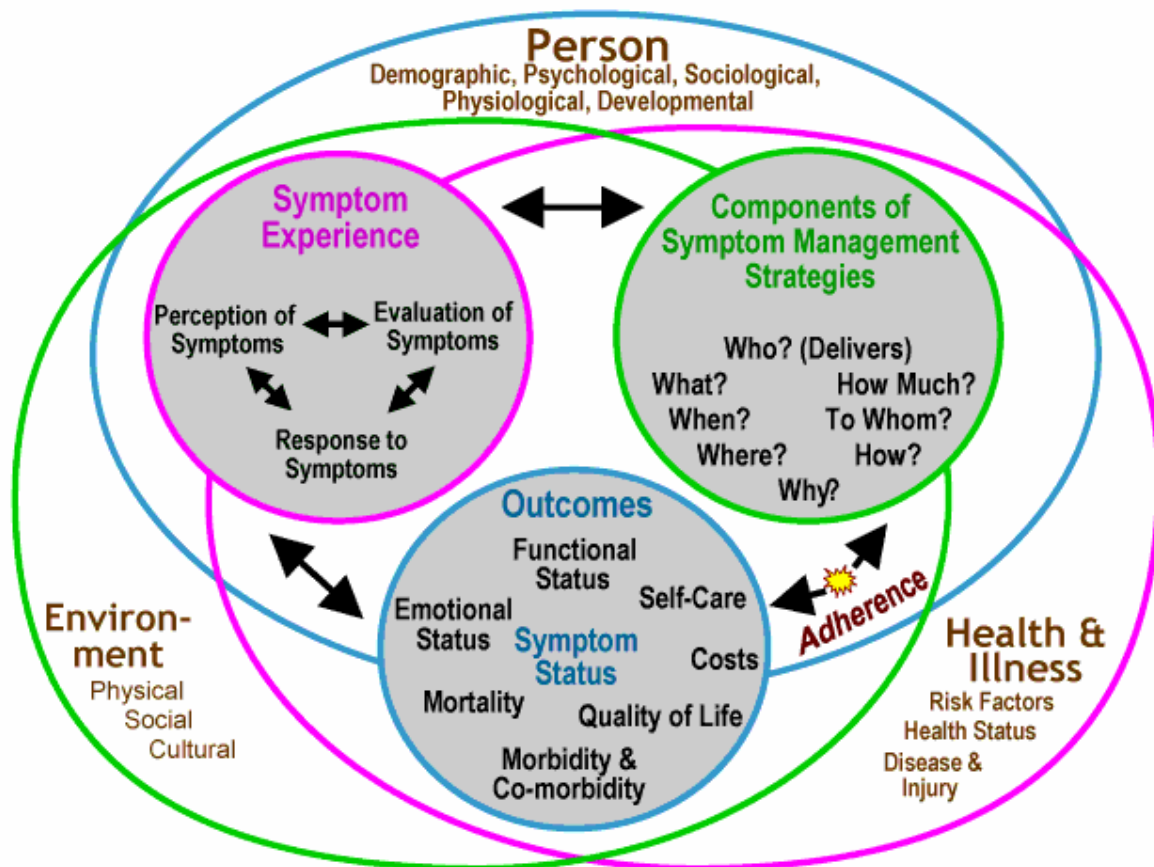 Person
Demographic, Psychological, Sociological,
Physiological, Developmental
Symptom
Experience
Perception of
Symptoms
Evaluation of
Symptoms
Response to
Symptoms
Components of
Symptom Management
Strategies
Who? (Delivers)
What?
How Much?
When?
To Whom?
Where?
How?
Why?
Outcomes
Functional
Status
Self-Care
Emotional
Status
Symptom
Status
Costs
Mortality
Quality of Life
Morbidity &
Co-morbidity
Adherence
Environ-
ment
Physical
Social
Cultural
Health &
Illness
Risk Factors
Health Status
Disease &
Injury